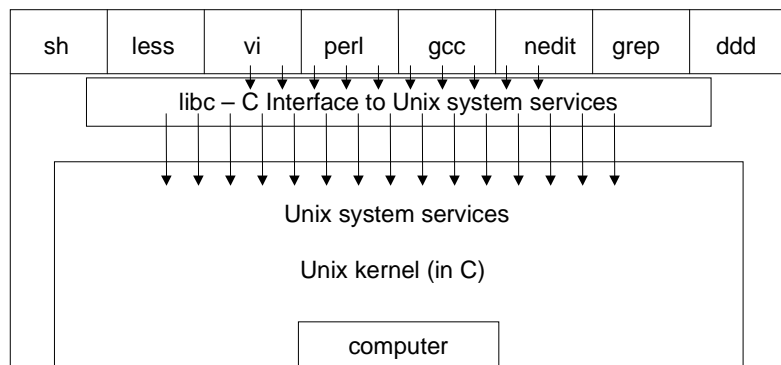 sh less vi perl gcc nedit grep ddd
libc – C Interface to Unix system services
Unix system services
Unix kernel (in C)
computer